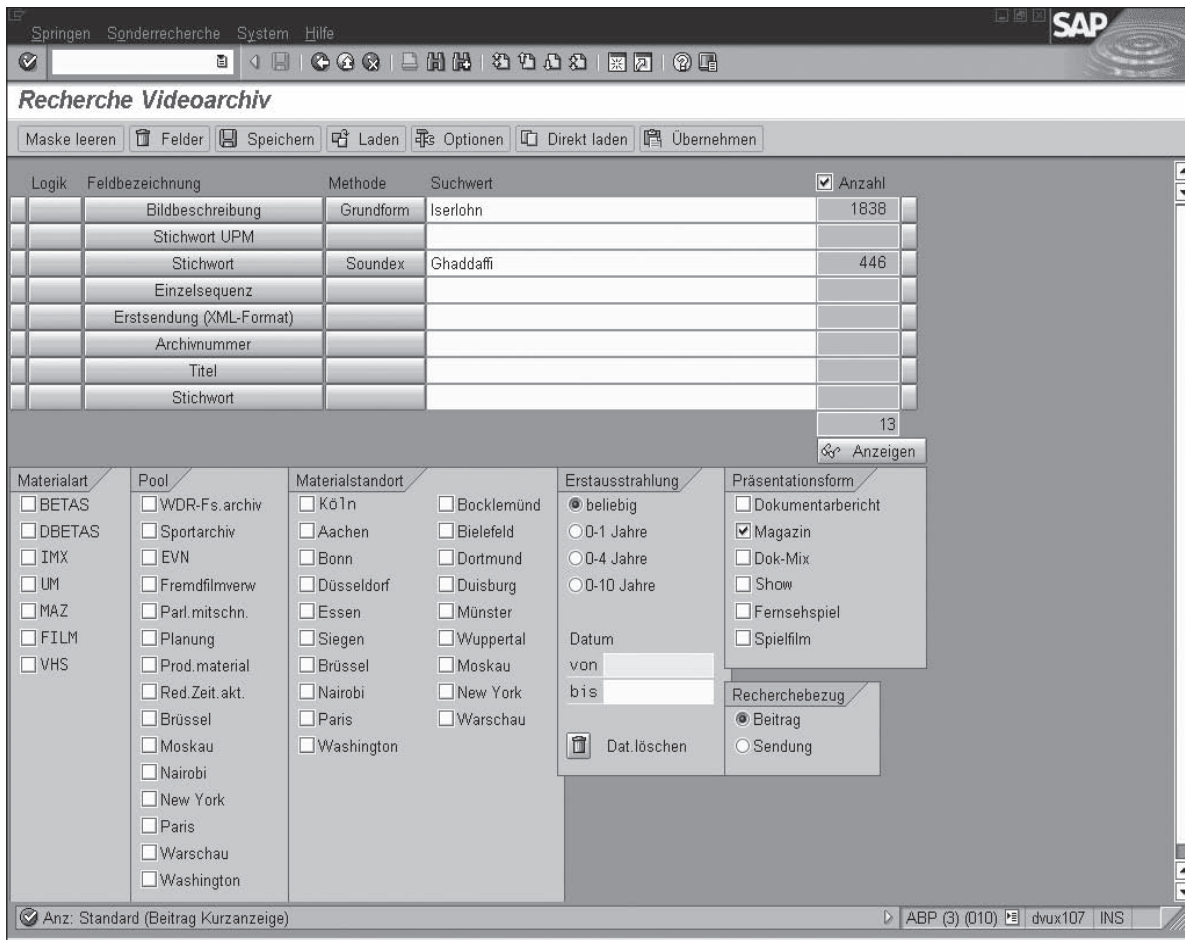 Springen Sonderrecherche System Hilfe
SAP
Recherche Videoarchiv
Maske leeren Felder Speichern Laden Optionen Direkt laden Übernehmen
Logik Feldbezeichnung Methode Suchwert Anzahl
Bildbeschreibung Grundform Iserlohn 1838
Stichwort UPM
Stichwort Soundex Ghaddaffi 446
Einzelsequenz
Erstsendung (XML-Format)
Archivnummer
Titel
Stichwort
13
Anzeigen
Materialart
BETAS
DBETAS
IMX
UM
MAZ
FILM
VHS
Pool
WDR-Fs.archiv
Sportarchiv
EVN
Fremdfilmverw
Parl.mitschn.
Planung
Prod.material
Red.Zeit.akt.
Brüssel
Moskau
Nairobi
New York
Paris
Warschau
Washington
Materialstandort
Köln
Aachen
Bonn
Düsseldorf
Essen
Siegen
Brüssel
Nairobi
Paris
Washington
Bocklemünd
Bielefeld
Dortmund
Duisburg
Münster
Wuppertal
Moskau
New York
Warschau
Erstausstrahlung
beliebig
0-1 Jahre
0-4 Jahre
0-10 Jahre
Datum
von
bis
Dat.löschen
Präsentationsform
Dokumentarbericht
Magazin
Dok-Mix
Show
Fernsehspiel
Spielfilm
Recherchebezug
Beitrag
Sendung
Anz: Standard (Beitrag Kurzanzeige) ABP (3) (010) dvux107 INS